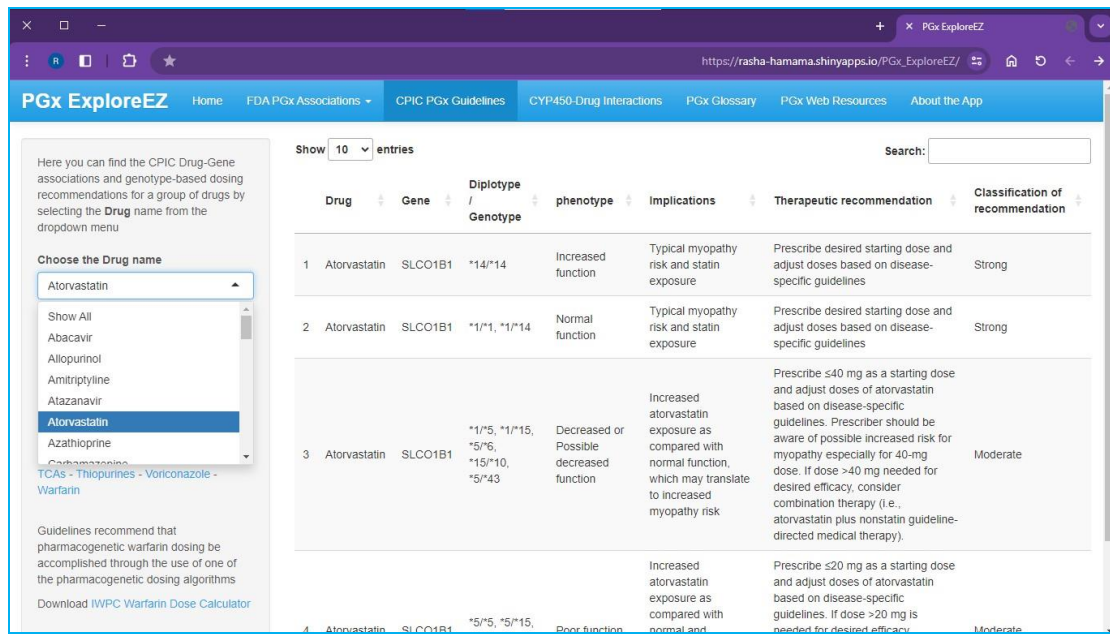 PGx ExploreEZ
R
https://rasha-hamama.shinyapps.io/PGx_ExploreEZ/
PGx ExploreEZ Home FDA PGx Associations CPIC PGx Guidelines CYP450-Drug Interactions PGx Glossary PGx Web Resources About the App
Here you can find the CPIC Drug-Gene
associations and genotype-based dosing
recommendations for a group of drugs by
selecting the Drug name from the
dropdown menu
Choose the Drug name
Atorvastatin
Show All
Abacavir
Allopurinol
Amitriptyline
Atazanavir
Atorvastatin
Azathioprine
Carbamazepine
TCAs - Thiopurines - Voriconazole -
Warfarin
Guidelines recommend that
pharmacogenetic warfarin dosing be
accomplished through the use of one of
the pharmacogenetic dosing algorithms
Download IWPC Warfarin Dose Calculator
Show 10 entries
Search:
Drug Gene Diplotype / Genotype phenotype Implications Therapeutic recommendation Classification of recommendation
1 Atorvastatin SLCO1B1 *14/*14
Increased
function
Typical myopathy
risk and statin
exposure
Prescribe desired starting dose and
adjust doses based on disease-
specific guidelines
Strong
2 Atorvastatin SLCO1B1 *1/*1, *1/*14
Normal
function
Typical myopathy
risk and statin
exposure
Prescribe desired starting dose and
adjust doses based on disease-
specific guidelines
Strong
3 Atorvastatin SLCO1B1
*1/*5, *1/*15,
*5/*6,
*15/*10,
*5/*43
Decreased or
Possible
decreased
function
Increased
atorvastatin
exposure as
compared with
normal function,
which may translate
to increased
myopathy risk
Prescribe ≤40 mg as a starting dose
and adjust doses of atorvastatin
based on disease-specific
guidelines. Prescriber should be
aware of possible increased risk for
myopathy especially for 40-mg
dose. If dose >40 mg needed for
desired efficacy, consider
combination therapy (i.e.,
atorvastatin plus nonstatin guideline-
directed medical therapy).
Moderate
4 Atorvastatin SLCO1B1
*5/*5, *5/*15,
Poor function
Increased
atorvastatin
exposure as
compared with
normal and
Prescribe ≤20 mg as a starting dose
and adjust doses of atorvastatin
based on disease-specific
guidelines. If dose >20 mg is
needed for desired efficacy
Moderate